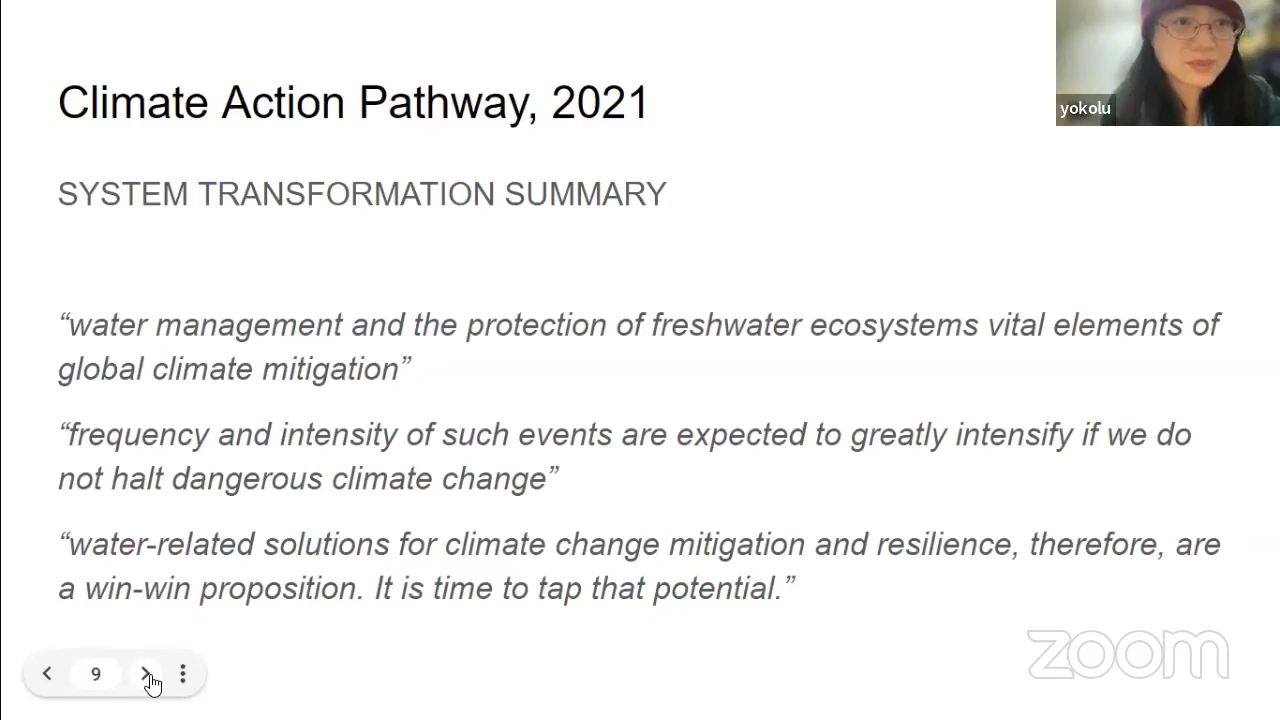 Climate Action Pathway, 2021
yokolu
SYSTEM TRANSFORMATION SUMMARY
“water management and the protection of freshwater ecosystems vital elements of
global climate mitigation”
“frequency and intensity of such events are expected to greatly intensify if we do
not halt dangerous climate change”
“water-related solutions for climate change mitigation and resilience, therefore, are
a win-win proposition. It is time to tap that potential.”
9
zoom